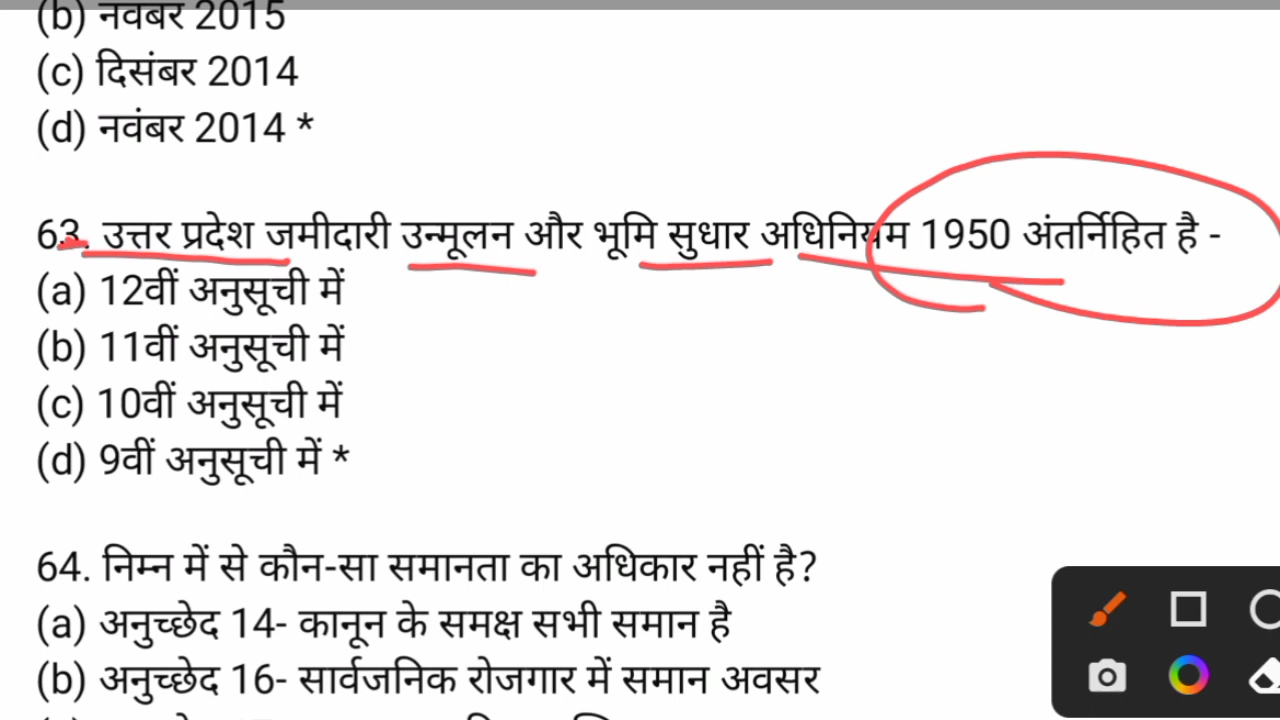 (b) नवंबर 2015
(c) दिसंबर 2014
(d) नवंबर 2014 *
63. उत्तर प्रदेश जमीदारी उन्मूलन और भूमि सुधार अधिनियम 1950 अंतर्निहित है -
(a) 12वीं अनुसूची में
(b) 11वीं अनुसूची में
(c) 10वीं अनुसूची में
(d) 9वीं अनुसूची में *
64. निम्न में से कौन-सा समानता का अधिकार नहीं है?
(a) अनुच्छेद 14- कानून के समक्ष सभी समान है
(b) अनुच्छेद 16- सार्वजनिक रोजगार में समान अवसर